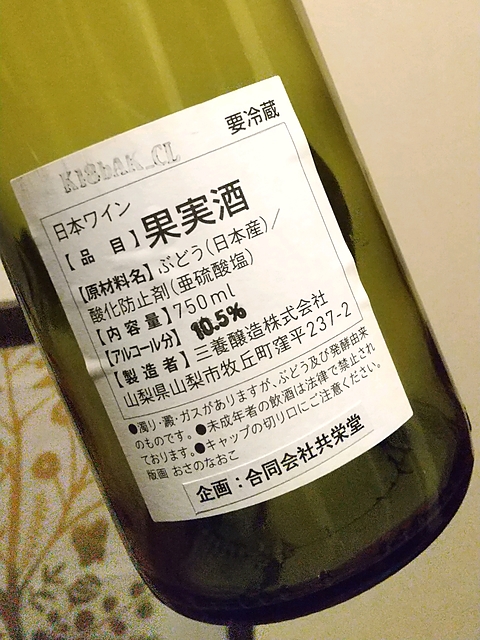 要冷蔵
K18bAK_CL
日本ワイン
【品 目】果実酒
【原材料名】ぶどう(日本産)／
酸化防止剤(亜硫酸塩)
【内 容 量】750ml
【アルコール分】10.5%
【製 造 者】三養醸造株式会社
山梨県山梨市牧丘町窪平237-2
●濁り・澱・ガスがありますが、ぶどう及び発酵由来
のものです。●未成年者の飲酒は法律で禁止され
ております。●キャップの切り口にご注意ください。
版画 おさのなおこ
企画：合同会社共栄堂